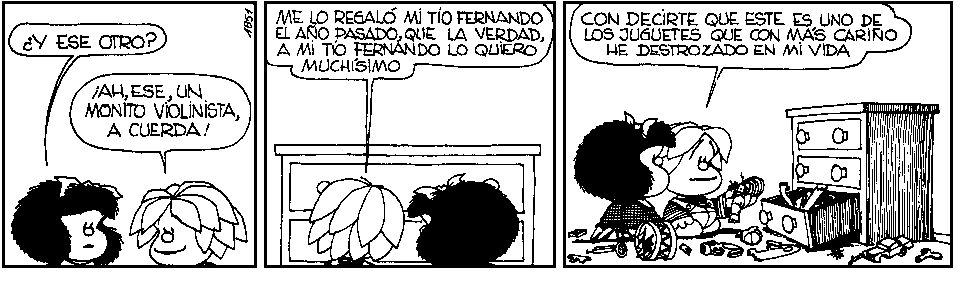 ¿Y ESE OTRO?
¡AH, ESE, UN
MONITO VIOLINISTA,
A CUERDA!
1851
ME LO REGALÓ MI TÍO FERNANDO
EL AÑO PASADO, QUE LA VERDAD,
A MI TÍO FERNANDO LO QUIERO
MUCHÍSIMO
CON DECIRTE QUE ESTE ES UNO DE
LOS JUGUETES QUE CON MÁS CARIÑO
HE DESTROZADO EN MI VIDA